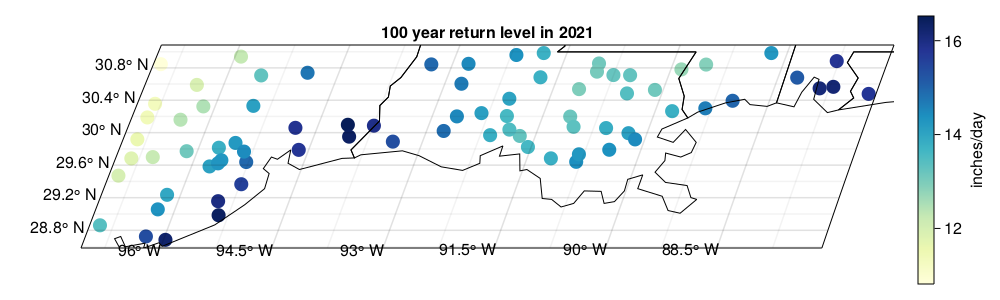 100 year return level in 2021
30.8° N
30.4° N
30° N
29.6° N
29.2° N
28.8° N
96° W
94.5° W
93° W
91.5° W
90° W
88.5° W
16
14
12
inches/day